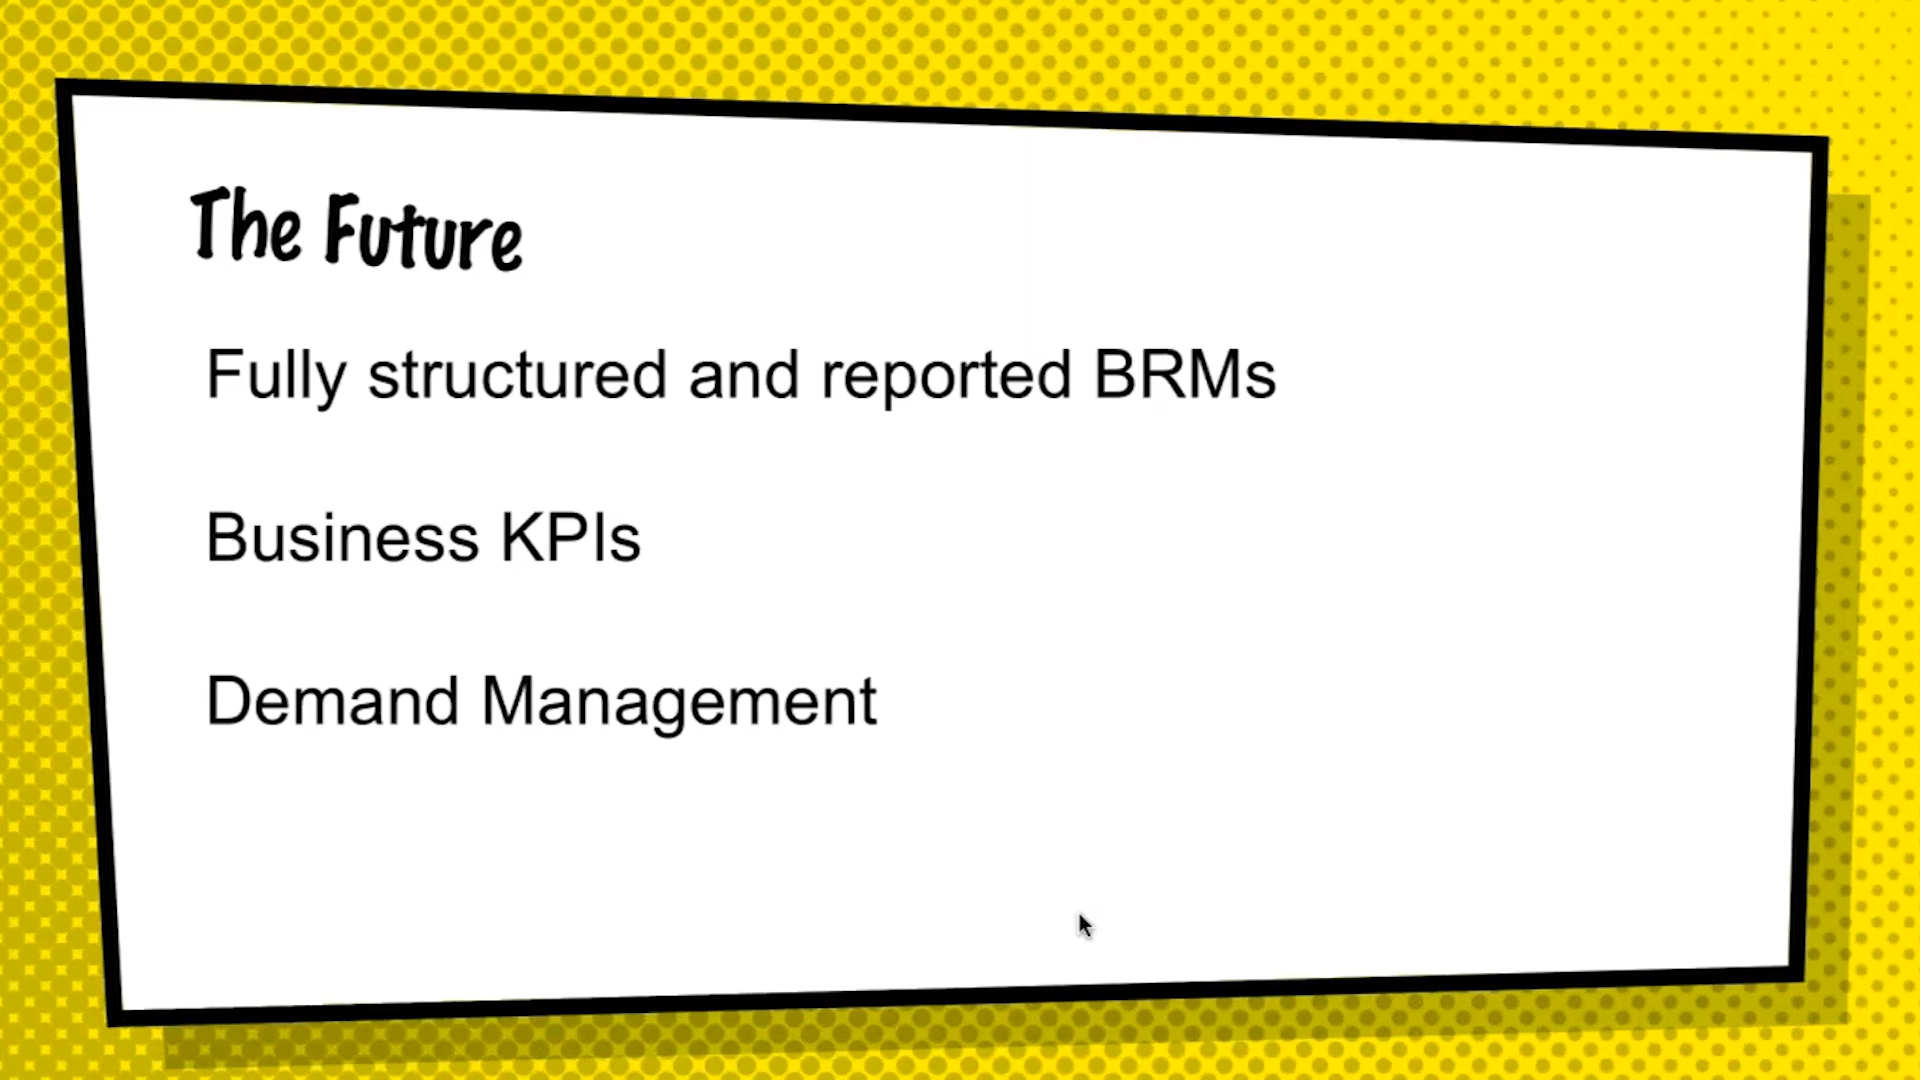 The Future
Fully structured and reported BRMs
Business KPIs
Demand Management